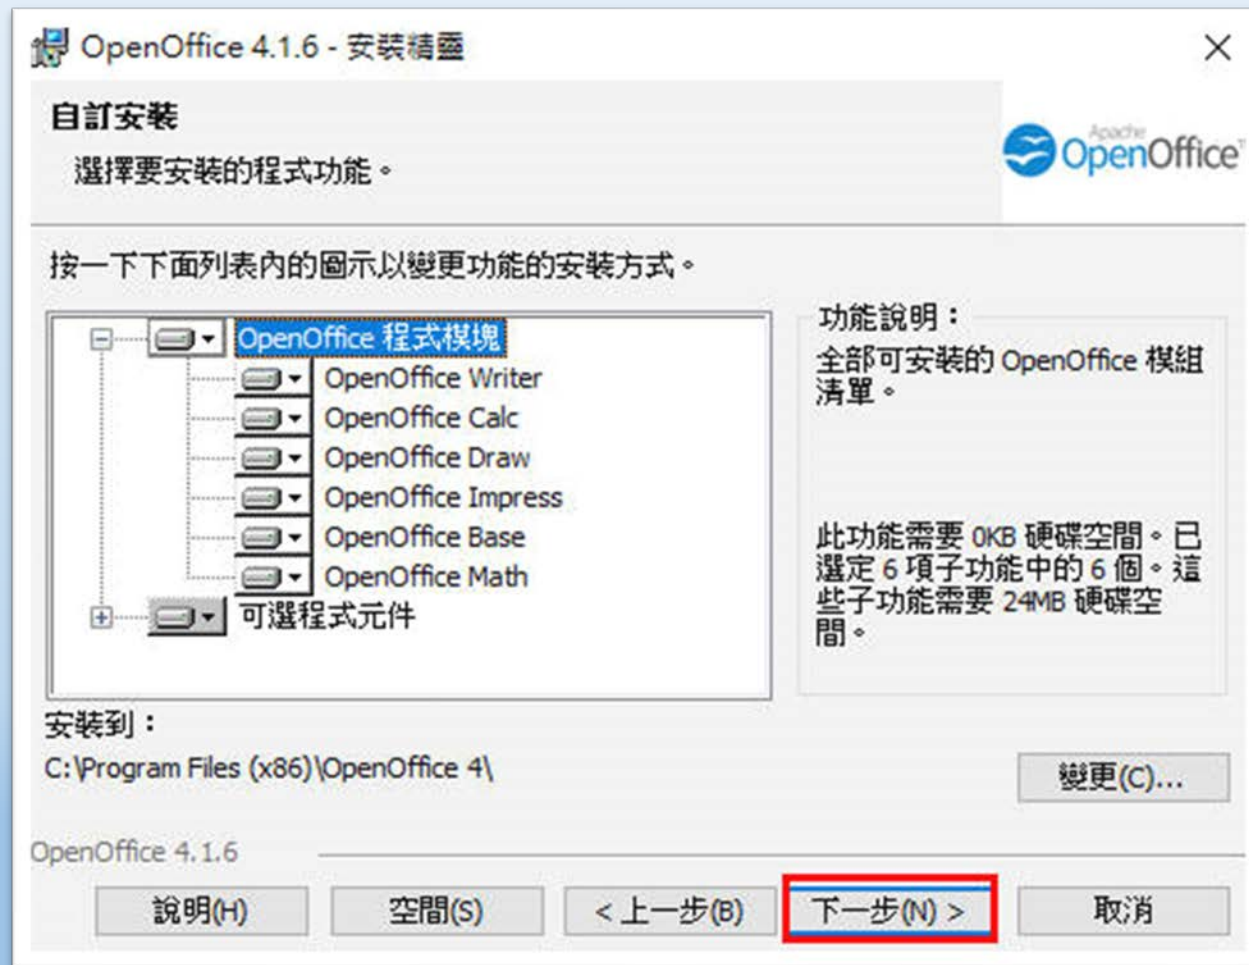 OpenOffice 4.1.6 - 安裝精靈
自訂安裝
選擇要安裝的程式功能。
Apache
OpenOffice™
按一下下面列表內的圖示以變更功能的安裝方式。
OpenOffice 程式模塊
OpenOffice Writer
OpenOffice Calc
OpenOffice Draw
OpenOffice Impress
OpenOffice Base
OpenOffice Math
可選程式元件
功能說明：
全部可安裝的 OpenOffice 模組
清單。
此功能需要 0KB 硬碟空間。已
選定 6 項子功能中的 6 個。這
些子功能需要 24MB 硬碟空
間。
安裝到：
C:\Program Files (x86)\OpenOffice 4\
變更(C)...
OpenOffice 4.1.6
說明(H)
空間(S)
< 上一步(B)
下一步(N) >
取消